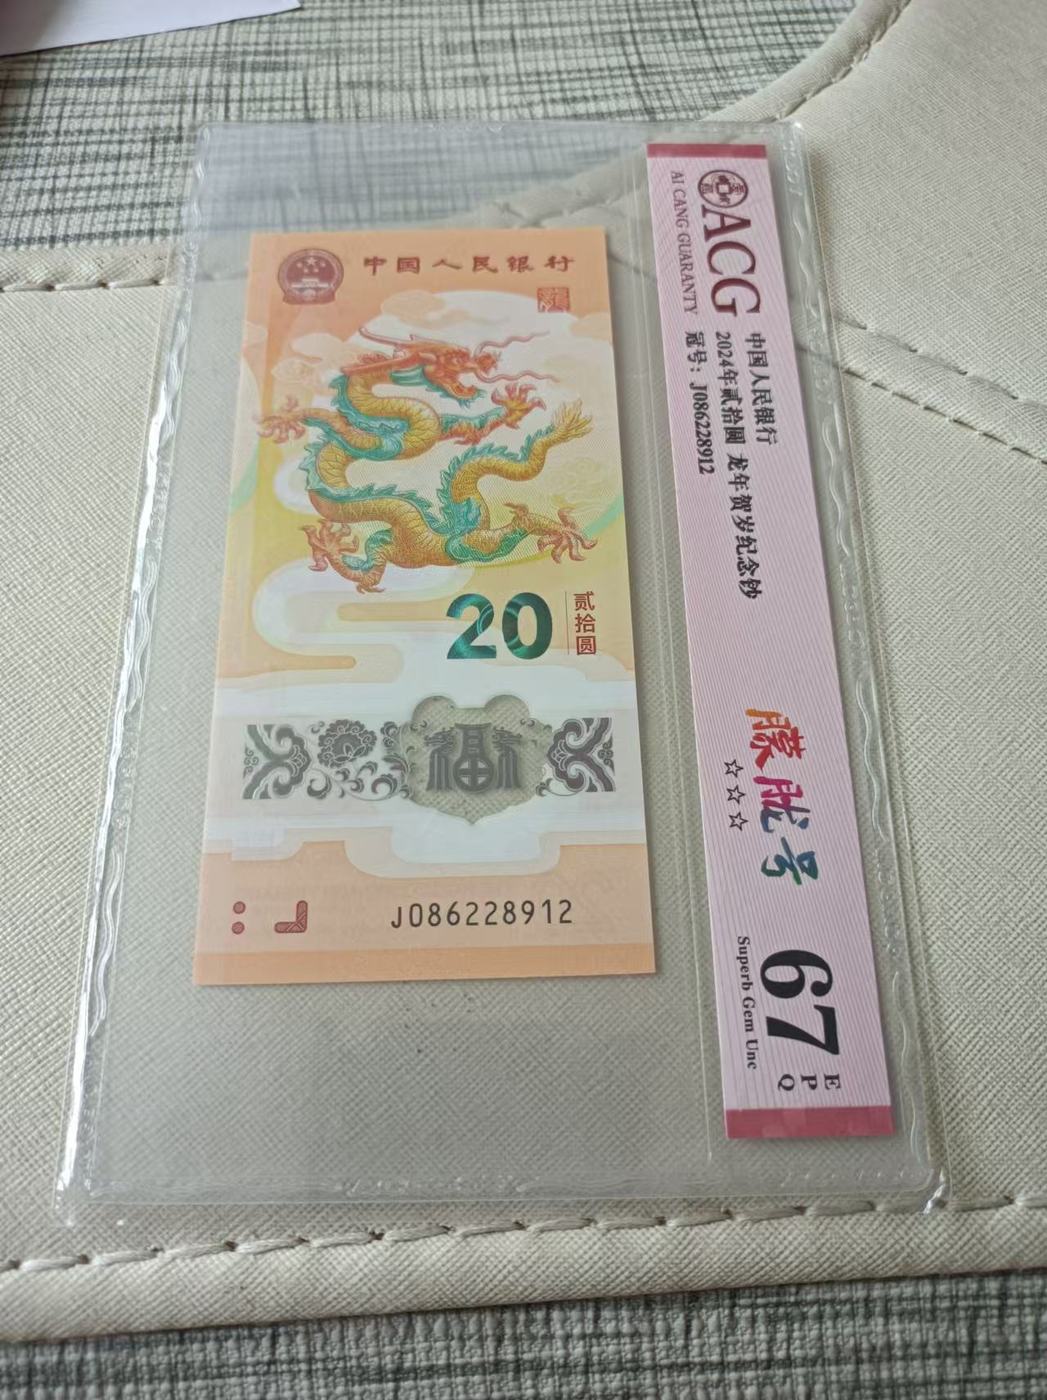 中国人民银行
20
贰拾圆
福
J086228912
ACG
AI CANG GUARANTY
中国人民银行
2024年贰拾圆 龙年贺岁纪念钞
冠号：J086228912
朦胧号
☆☆☆
67
EPQ
Superb Gem Unc